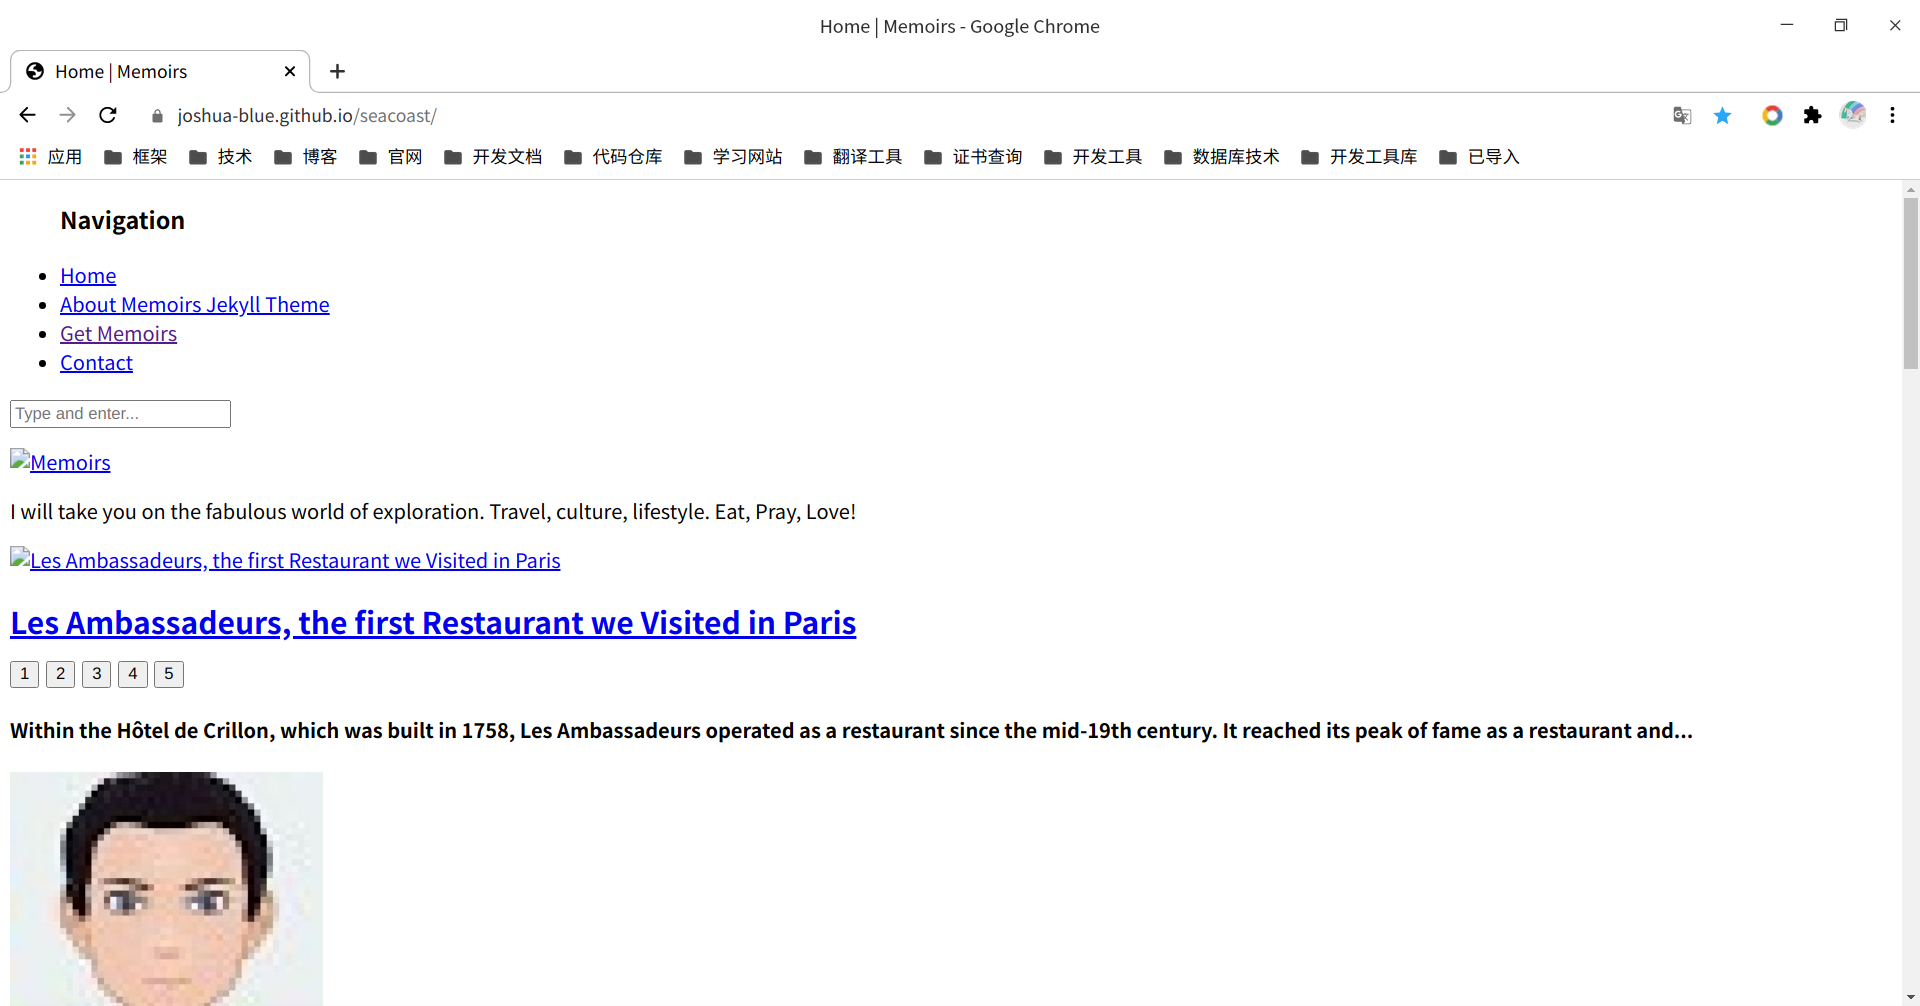 Home | Memoirs - Google Chrome
Home | Memoirs
joshua-blue.github.io/seacoast/
应用 框架 技术 博客 官网 开发文档 代码仓库 学习网站 翻译工具 证书查询 开发工具 数据库技术 开发工具库 已导入
Navigation
Home
About Memoirs Jekyll Theme
Get Memoirs
Contact
Type and enter...
Memoirs
I will take you on the fabulous world of exploration. Travel, culture, lifestyle. Eat, Pray, Love!
Les Ambassadeurs, the first Restaurant we Visited in Paris
Les Ambassadeurs, the first Restaurant we Visited in Paris
1 2 3 4 5
Within the Hôtel de Crillon, which was built in 1758, Les Ambassadeurs operated as a restaurant since the mid-19th century. It reached its peak of fame as a restaurant and...